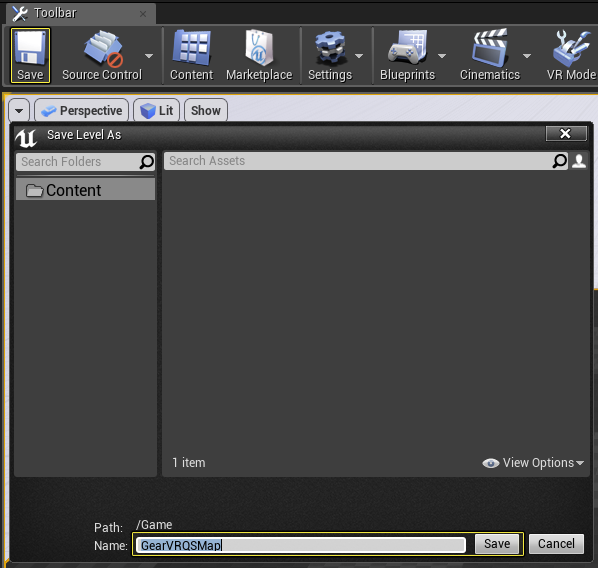 Toolbar
Save Source Control Content Marketplace Settings Blueprints Cinematics VR Mode
Perspective Lit Show
Save Level As
Search Folders Search Assets
Content
1 item View Options
Path: /Game
Name: GearVRQSMap Save Cancel